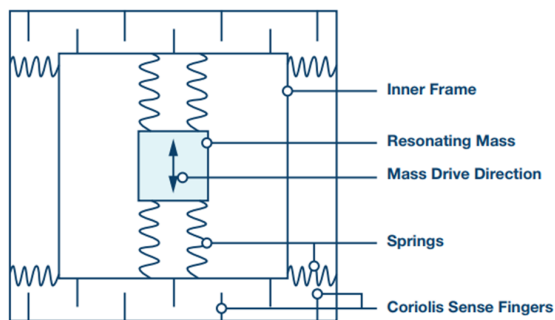 Inner Frame
Resonating Mass
Mass Drive Direction
Springs
Coriolis Sense Fingers